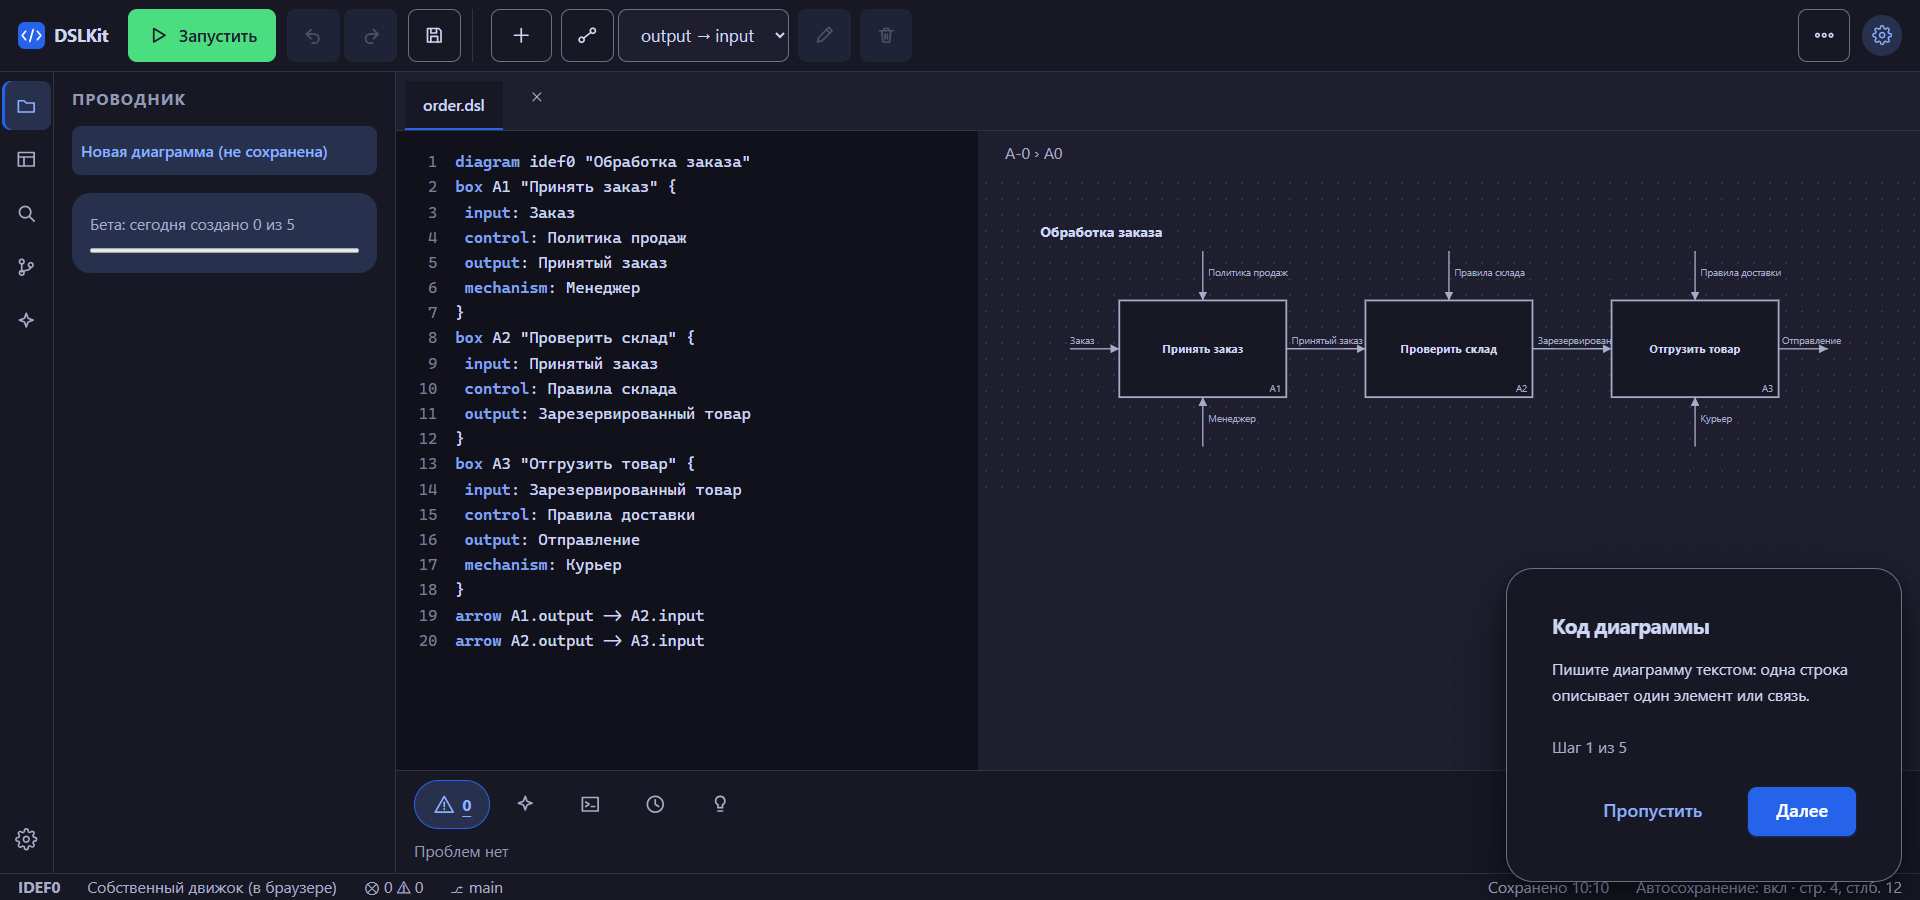 DSLKit
Запустить
output → input
ПРОВОДНИК
Новая диаграмма (не сохранена)
Бета: сегодня создано 0 из 5
order.dsl
1 diagram idef0 "Обработка заказа"
2 box A1 "Принять заказ" {
3 input: Заказ
4 control: Политика продаж
5 output: Принятый заказ
6 mechanism: Менеджер
7 }
8 box A2 "Проверить склад" {
9 input: Принятый заказ
10 control: Правила склада
11 output: Зарезервированный товар
12 }
13 box A3 "Отгрузить товар" {
14 input: Зарезервированный товар
15 control: Правила доставки
16 output: Отправление
17 mechanism: Курьер
18 }
19 arrow A1.output -> A2.input
20 arrow A2.output -> A3.input
A-0 › A0
Обработка заказа
Политика продаж
Правила склада
Правила доставки
Заказ
Принять заказ
A1
Принятый заказ
Проверить склад
A2
Зарезервирован
Отгрузить товар
A3
Отправление
Менеджер
Курьер
Код диаграммы
Пишите диаграмму текстом: одна строка
описывает один элемент или связь.
Шаг 1 из 5
Пропустить
Далее
0
Проблем нет
IDEF0
Собственный движок (в браузере)
0
0
main
Сохранено 10:10
Автосохранение: вкл · стр. 4, стлб. 12